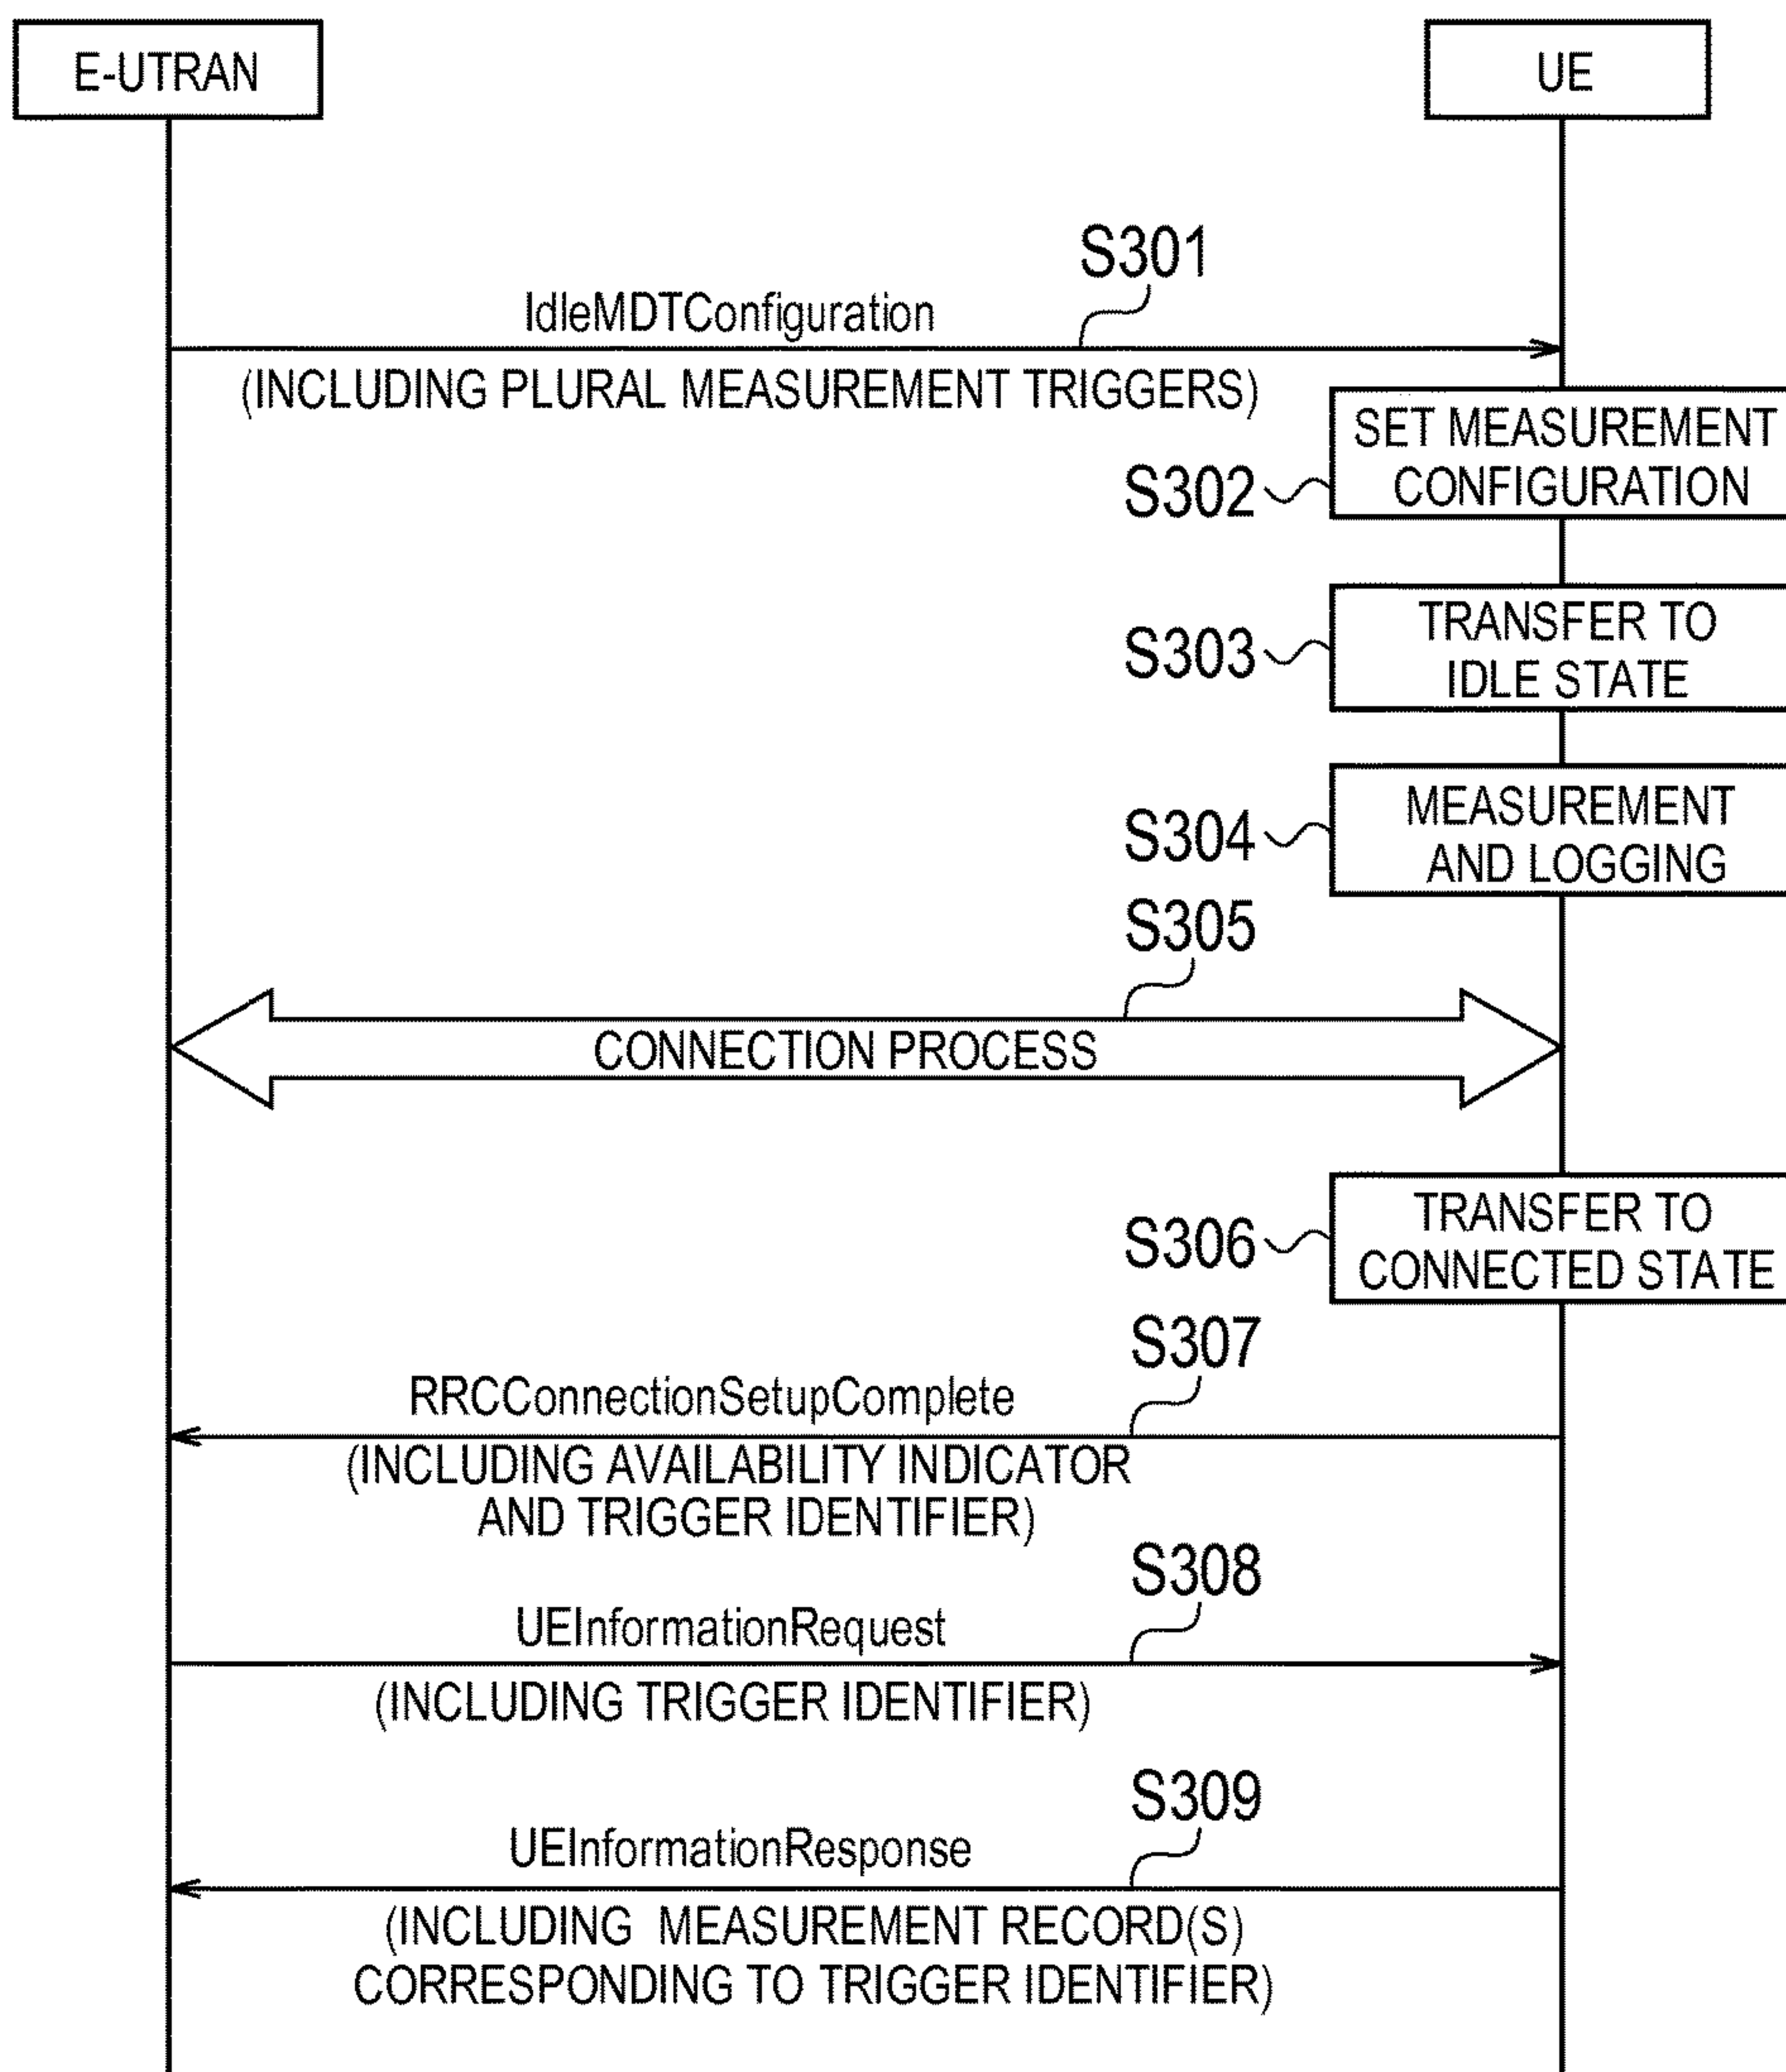 E-UTRAN
UE
S301
IdleMDTConfiguration
(INCLUDING PLURAL MEASUREMENT TRIGGERS)
SET MEASUREMENT
CONFIGURATION
S302
TRANSFER TO
IDLE STATE
S303
MEASUREMENT
AND LOGGING
S304
S305
CONNECTION PROCESS
TRANSFER TO
CONNECTED STATE
S306
S307
RRCConnectionSetupComplete
(INCLUDING AVAILABILITY INDICATOR
AND TRIGGER IDENTIFIER)
S308
UEInformationRequest
(INCLUDING TRIGGER IDENTIFIER)
S309
UEInformationResponse
(INCLUDING MEASUREMENT RECORD(S)
CORRESPONDING TO TRIGGER IDENTIFIER)